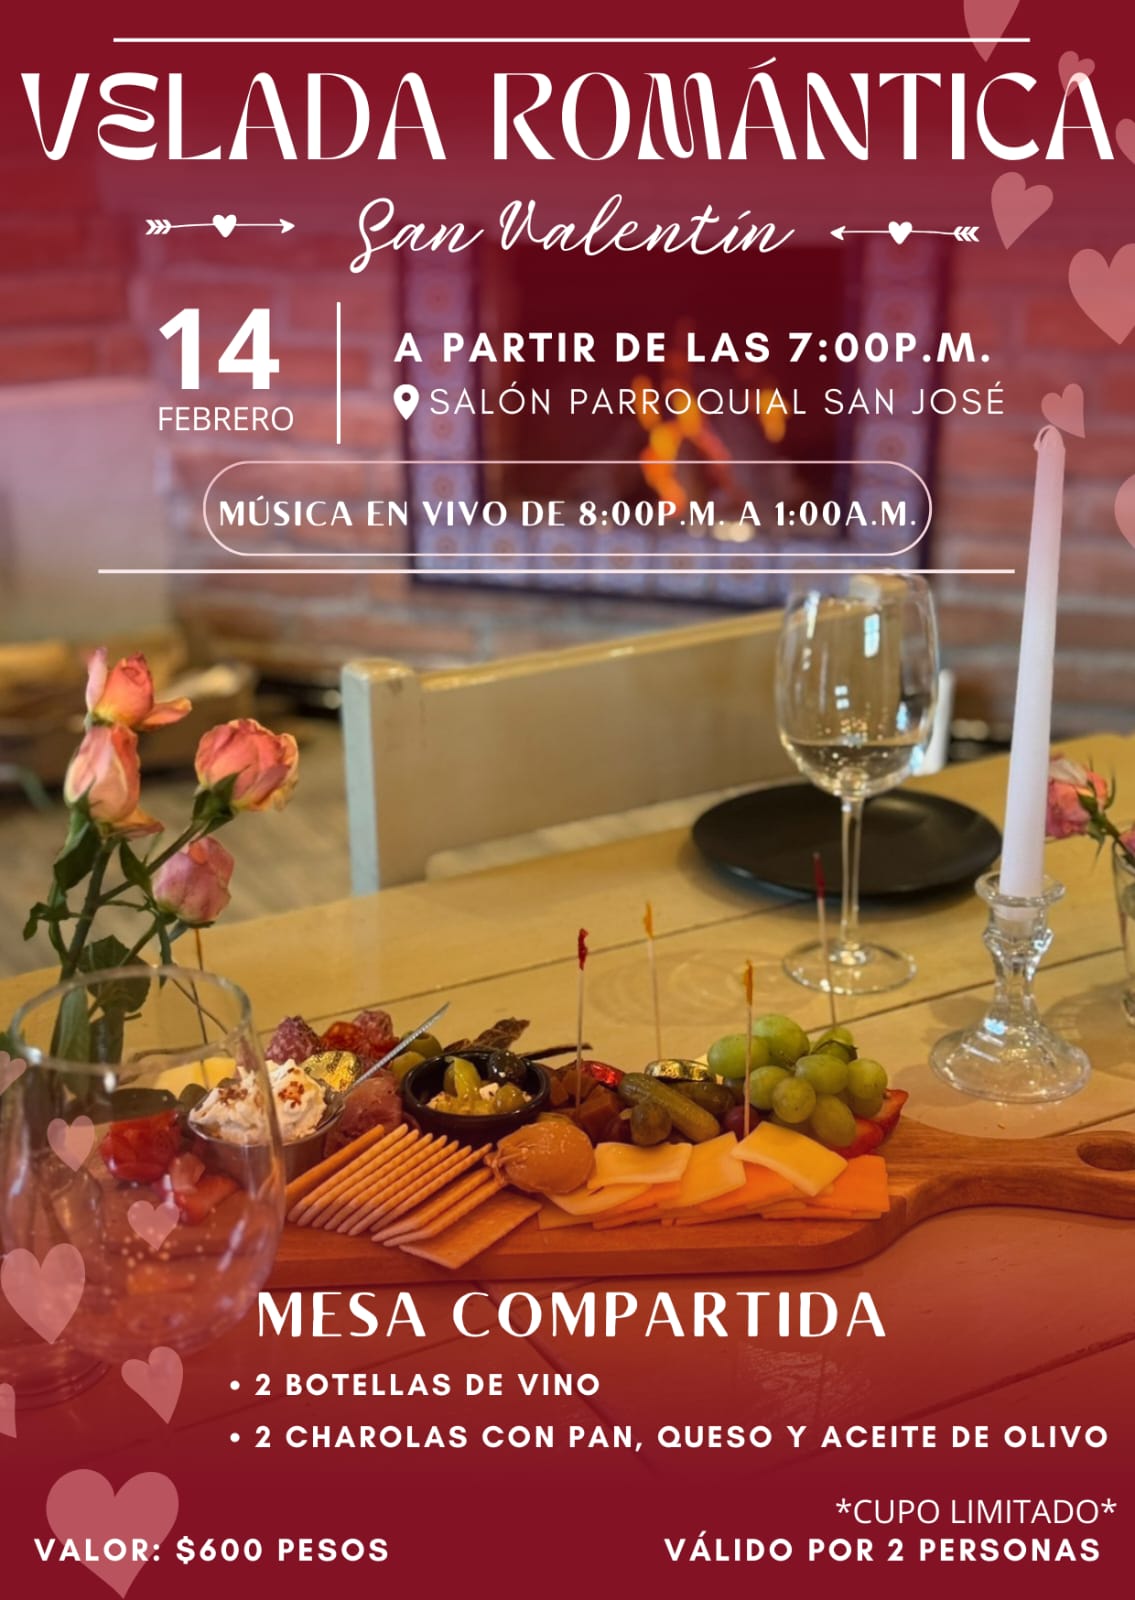 VELADA ROMÁNTICA
San Valentín
14
FEBRERO
A PARTIR DE LAS 7:00P.M.
SALÓN PARROQUIAL SAN JOSÉ
MÚSICA EN VIVO DE 8:00P.M. A 1:00A.M.
MESA COMPARTIDA
• 2 BOTELLAS DE VINO
• 2 CHAROLAS CON PAN, QUESO Y ACEITE DE OLIVO
*CUPO LIMITADO*
VALOR: $600 PESOS
VÁLIDO POR 2 PERSONAS